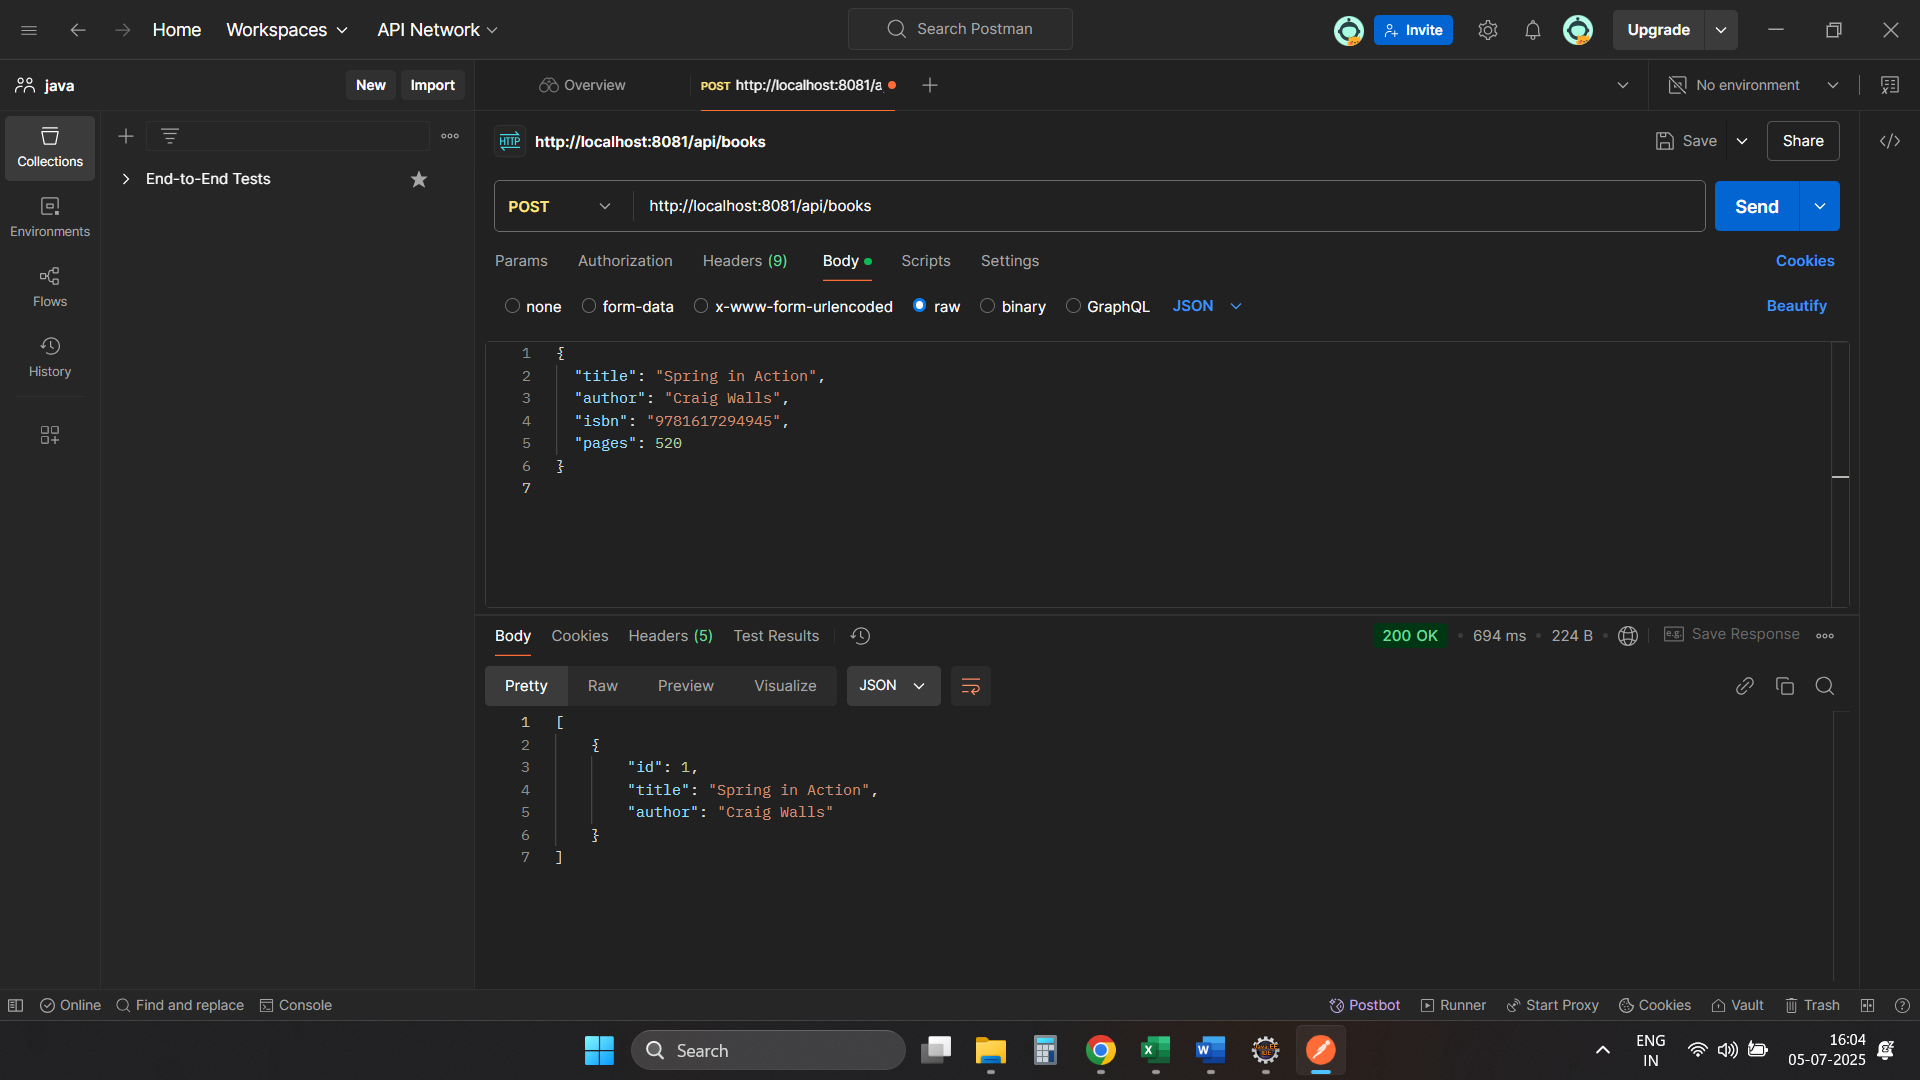 Home Workspaces API Network Search Postman Invite Upgrade
java New Import Overview POST http://localhost:8081/a No environment
Collections
Environments
Flows
History
End-to-End Tests
HTTP http://localhost:8081/api/books Save Share
POST http://localhost:8081/api/books Send
Params Authorization Headers (9) Body Scripts Settings Cookies
none form-data x-www-form-urlencoded raw binary GraphQL JSON Beautify
1 {
2 "title": "Spring in Action",
3 "author": "Craig Walls",
4 "isbn": "9781617294945",
5 "pages": 520
6 }
7
Body Cookies Headers (5) Test Results 200 OK 694 ms 224 B e.g. Save Response
Pretty Raw Preview Visualize JSON
1 [
2 {
3 "id": 1,
4 "title": "Spring in Action",
5 "author": "Craig Walls"
6 }
7 ]
Online Find and replace Console Postbot Runner Start Proxy Cookies Vault Trash
Search ENG 16:04
IN 05-07-2025